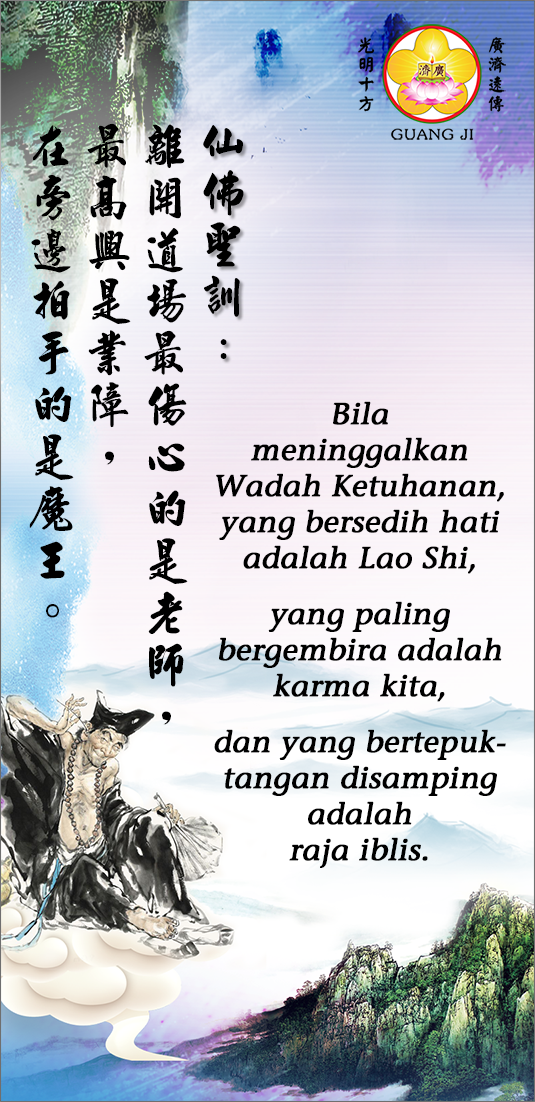 廣濟遠傳
光明十方
濟廣
GUANG JI
仙佛聖訓：
離開道場最傷心的是老師，
最高興是業障，
在旁邊拍手的是魔王。
Bila
meninggalkan
Wadah Ketuhanan,
yang bersedih hati
adalah Lao Shi,
yang paling
bergembira adalah
karma kita,
dan yang bertepuk-
tangan disamping
adalah
raja iblis.